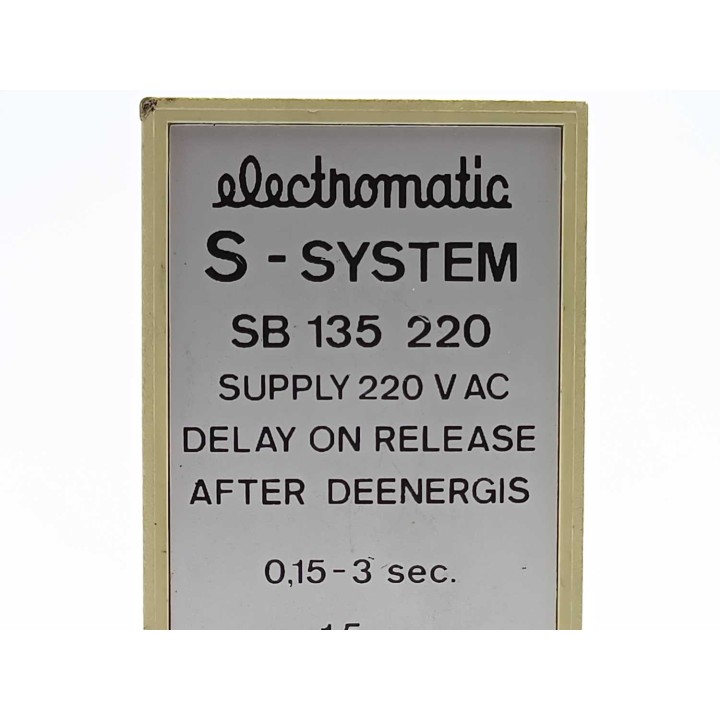 electromatic
S - SYSTEM
SB 135 220
SUPPLY 220 V AC
DELAY ON RELEASE
AFTER DEENERGIS
0,15-3 sec.